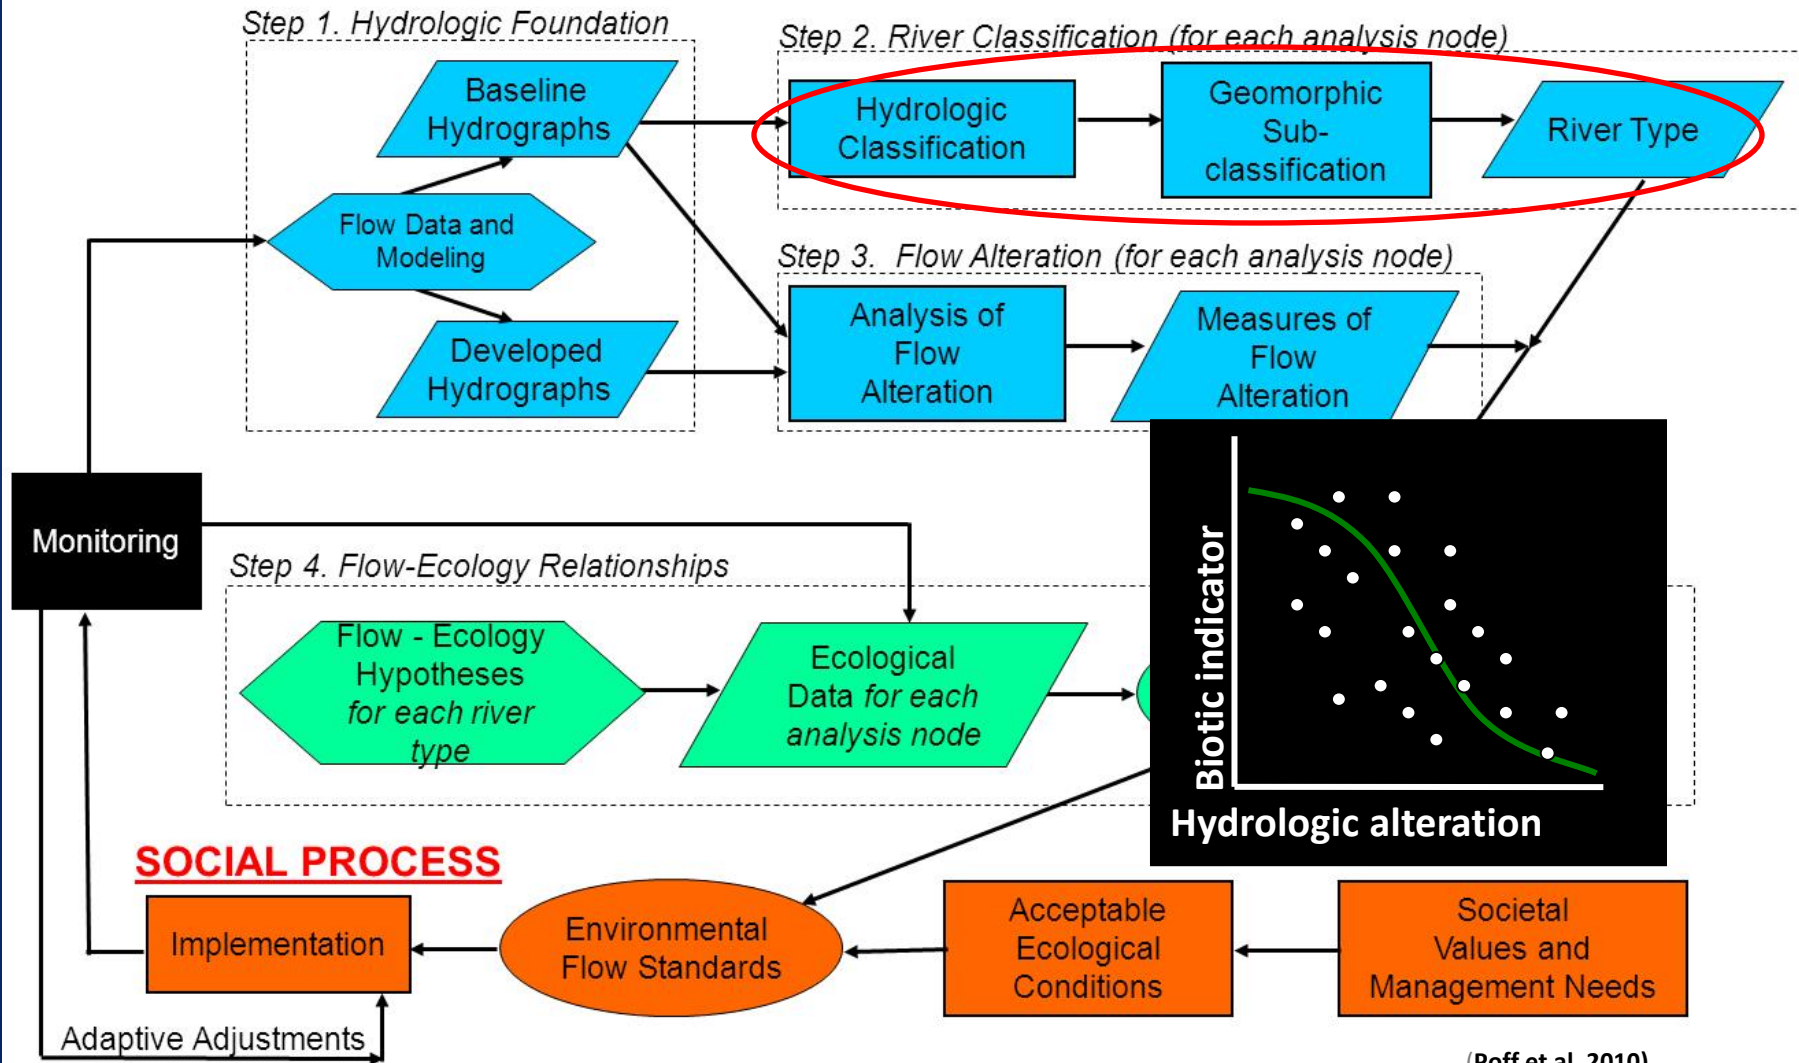 Step 1. Hydrologic Foundation
Baseline
Hydrographs
Flow Data and
Modeling
Developed
Hydrographs
Step 2. River Classification (for each analysis node)
Hydrologic
Classification
Geomorphic
Sub-
classification
River Type
Step 3. Flow Alteration (for each analysis node)
Analysis of
Flow
Alteration
Measures of
Flow
Alteration
Monitoring
Step 4. Flow-Ecology Relationships
Flow - Ecology
Hypotheses
for each river
type
Ecological
Data for each
analysis node
Biotic indicator
Hydrologic alteration
SOCIAL PROCESS
Implementation
Environmental
Flow Standards
Acceptable
Ecological
Conditions
Societal
Values and
Management Needs
Adaptive Adjustments
(Poff et al. 2010)